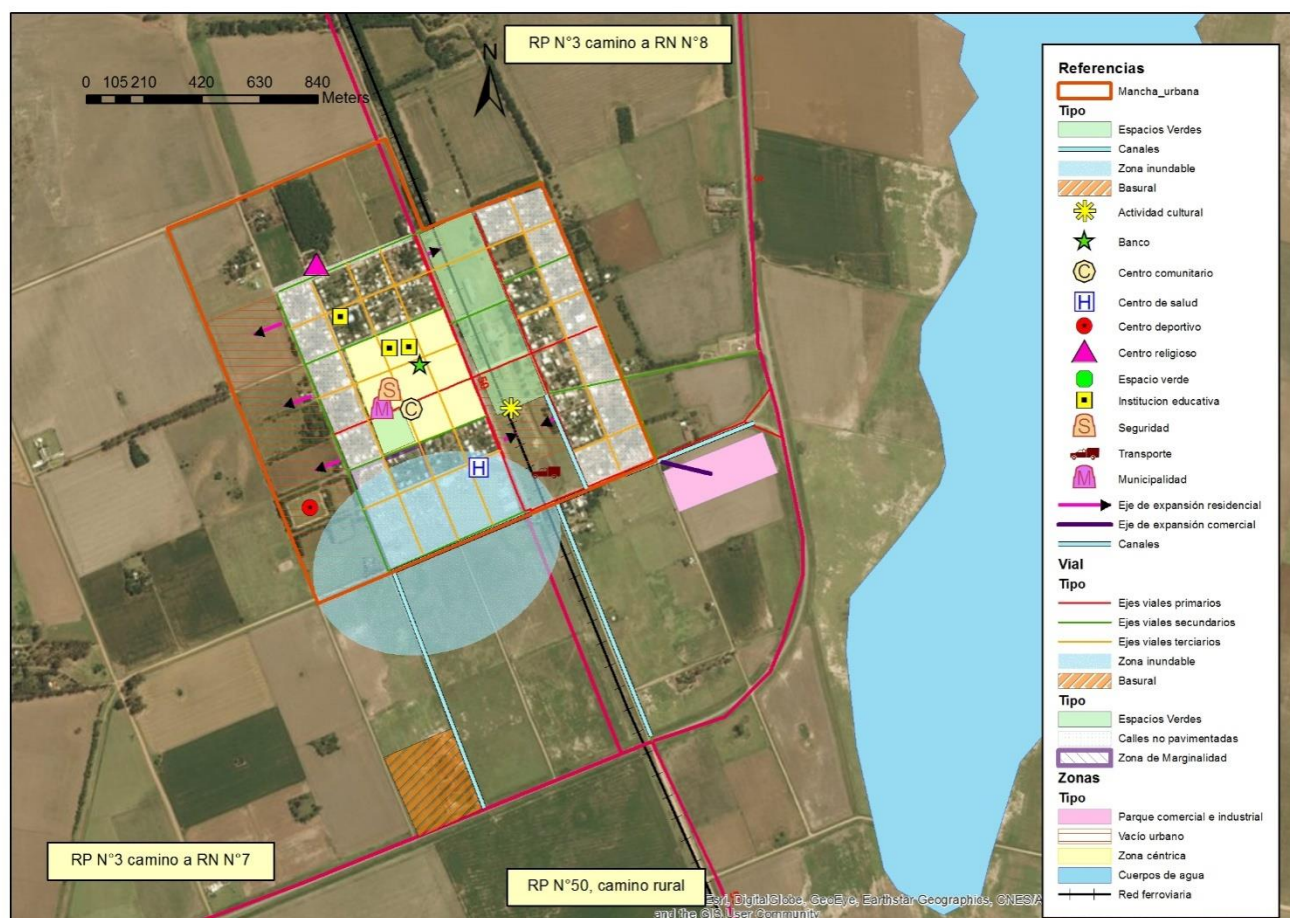 RP N°3 camino a RN N°8
N
0 105 210 420 630 840
Meters
50
S
M
C
H
RP N°3 camino a RN N°7
RP N°50, camino rural
Esri, DigitalGlobe, GeoEye, Earthstar Geographics, CNES/A
and the GIS User Community
Referencias
Mancha_urbana
Tipo
Espacios Verdes
Canales
Zona inundable
Basural
Actividad cultural
Banco
C Centro comunitario
H Centro de salud
Centro deportivo
Centro religioso
Espacio verde
Institucion educativa
S Seguridad
Transporte
M Municipalidad
Eje de expansión residencial
Eje de expansión comercial
Canales
Vial
Tipo
Ejes viales primarios
Ejes viales secundarios
Ejes viales terciarios
Zona inundable
Basural
Tipo
Espacios Verdes
Calles no pavimentadas
Zona de Marginalidad
Zonas
Tipo
Parque comercial e industrial
Vacío urbano
Zona céntrica
Cuerpos de agua
Red ferroviaria